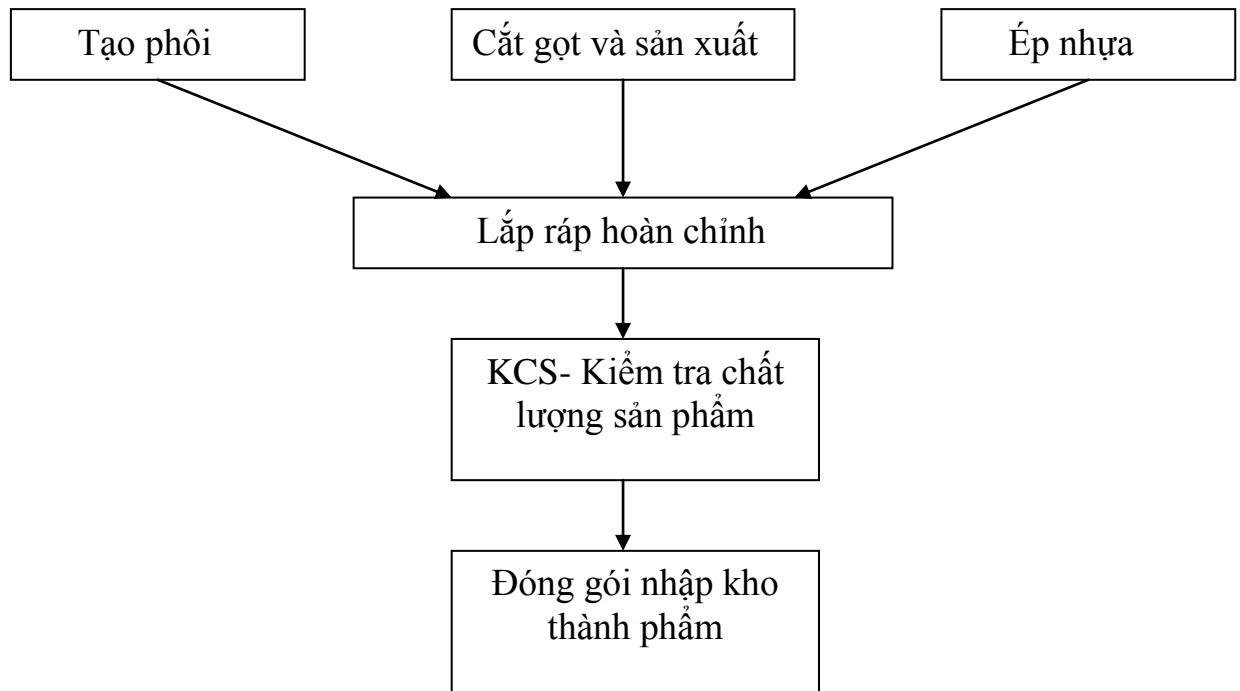 Tạo phôi
Cắt gọt và sản xuất
Ép nhựa
Lắp ráp hoàn chỉnh
KCS- Kiểm tra chất
lượng sản phẩm
Đóng gói nhập kho
thành phẩm